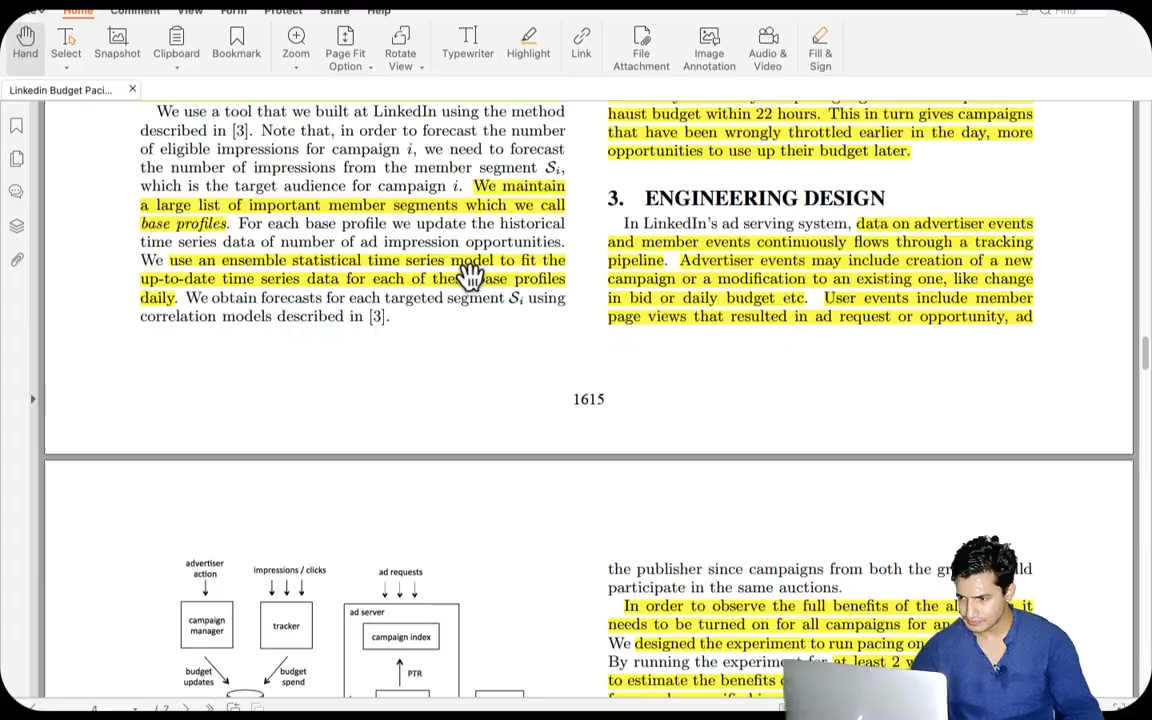 Home Comment View Form Protect Share Help
Find
Hand Select Snapshot Clipboard Bookmark Zoom Page Fit Option Rotate View Typewriter Highlight Link File Attachment Image Annotation Audio & Video Fill & Sign
Linkedin Budget Paci...
We use a tool that we built at LinkedIn using the method
described in [3]. Note that, in order to forecast the number
of eligible impressions for campaign i, we need to forecast
the number of impressions from the member segment Si,
which is the target audience for campaign i. We maintain
a large list of important member segments which we call
base profiles. For each base profile we update the historical
time series data of number of ad impression opportunities.
We use an ensemble statistical time series model to fit the
up-to-date time series data for each of the base profiles
daily. We obtain forecasts for each targeted segment Si using
correlation models described in [3].
haust budget within 22 hours. This in turn gives campaigns
that have been wrongly throttled earlier in the day, more
opportunities to use up their budget later.
3. ENGINEERING DESIGN
In LinkedIn's ad serving system, data on advertiser events
and member events continuously flows through a tracking
pipeline. Advertiser events may include creation of a new
campaign or a modification to an existing one, like change
in bid or daily budget etc. User events include member
page views that resulted in ad request or opportunity, ad
1615
advertiser
action
impressions / clicks
ad requests
campaign
manager
tracker
ad server
campaign index
budget
updates
budget
spend
PTR
the publisher since campaigns from both the
participate in the same auctions.
In order to observe the full benefits of the it
needs to be turned on for all campaigns for
We designed the experiment to run pacing on
By running the experiment at least 2
to estimate the benefits